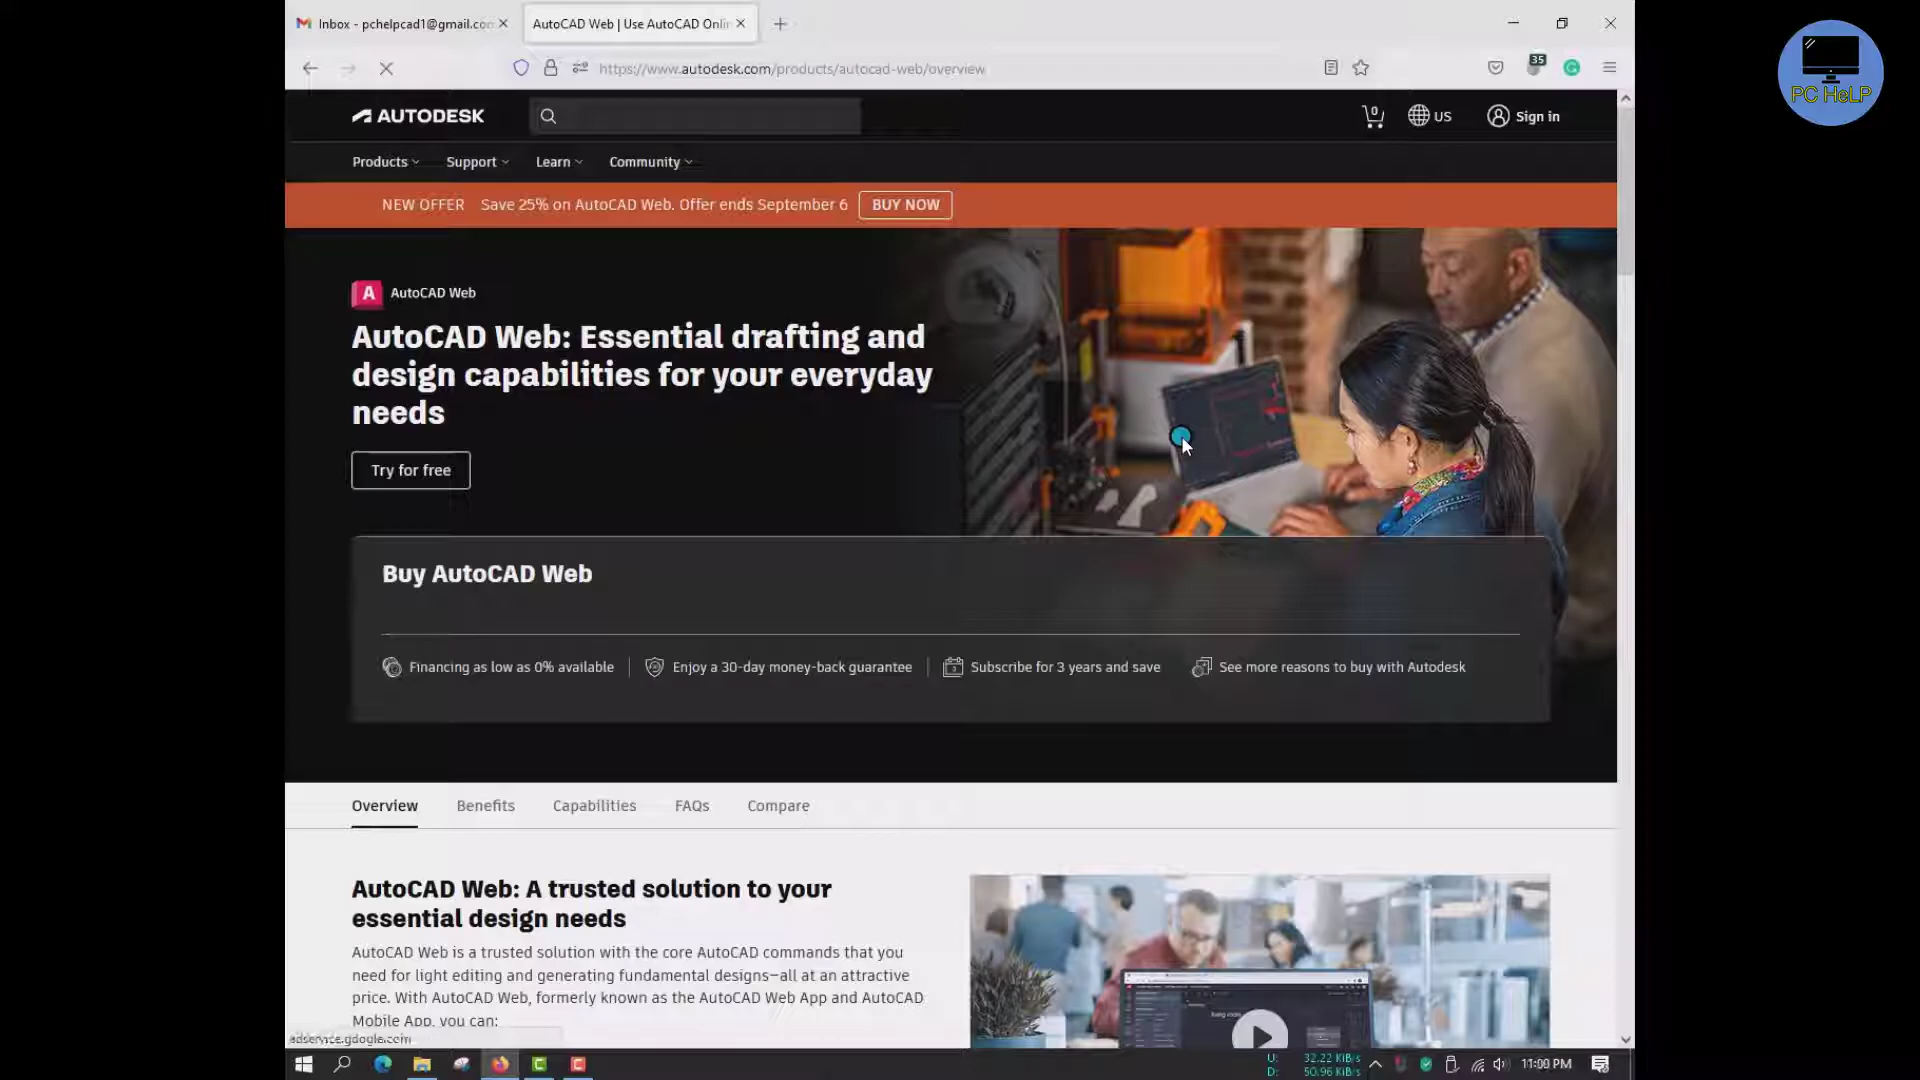 Inbox - pchelpcad1@gmail.co
AutoCAD Web | Use AutoCAD Onli
https://www.autodesk.com/products/autocad-web/overview
35
PC HeLP
AUTODESK
0
US
Sign in
Products
Support
Learn
Community
NEW OFFER Save 25% on AutoCAD Web. Offer ends September 6 BUY NOW
A AutoCAD Web
AutoCAD Web: Essential drafting and
design capabilities for your everyday
needs
Try for free
Buy AutoCAD Web
Financing as low as 0% available
Enjoy a 30-day money-back guarantee
Subscribe for 3 years and save
See more reasons to buy with Autodesk
Overview
Benefits
Capabilities
FAQs
Compare
AutoCAD Web: A trusted solution to your
essential design needs
AutoCAD Web is a trusted solution with the core AutoCAD commands that you
need for light editing and generating fundamental designs—all at an attractive
price. With AutoCAD Web, formerly known as the AutoCAD Web App and AutoCAD
Mobile App, you can:
adservice.google.com
U: 32.22 KiB/s
D: 50.96 KiB/s
11:00 PM